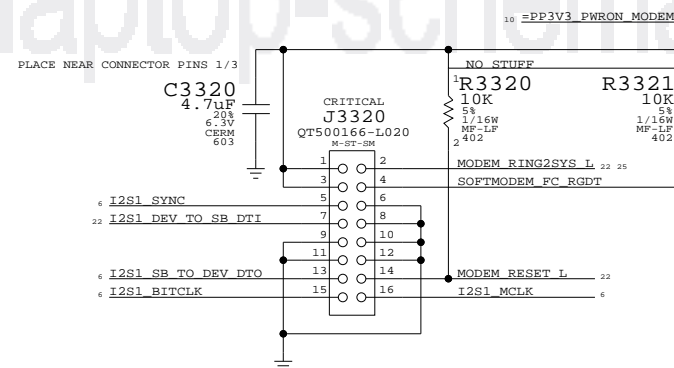 laptop-schema
10 =PP3V3_PWRON_MODEM
PLACE NEAR CONNECTOR PINS 1/3
C3320
4.7uF
20%
6.3V
CERM
603
CRITICAL
J3320
QT500166-L020
M-ST-SM
NO STUFF
1
R3320
10K
5%
1/16W
MF-LF
402
2
R3321
10K
5%
1/16W
MF-LF
402
1 2 MODEM_RING2SYS_L 22 25
3 4 SOFTMODEM_FC_RGDT
6 I2S1_SYNC 5 6
22 I2S1_DEV_TO_SB_DTI 7 8
9 10
11 12
6 I2S1_SB_TO_DEV_DTO 13 14 MODEM_RESET_L 22
6 I2S1_BITCLK 15 16 I2S1_MCLK 6